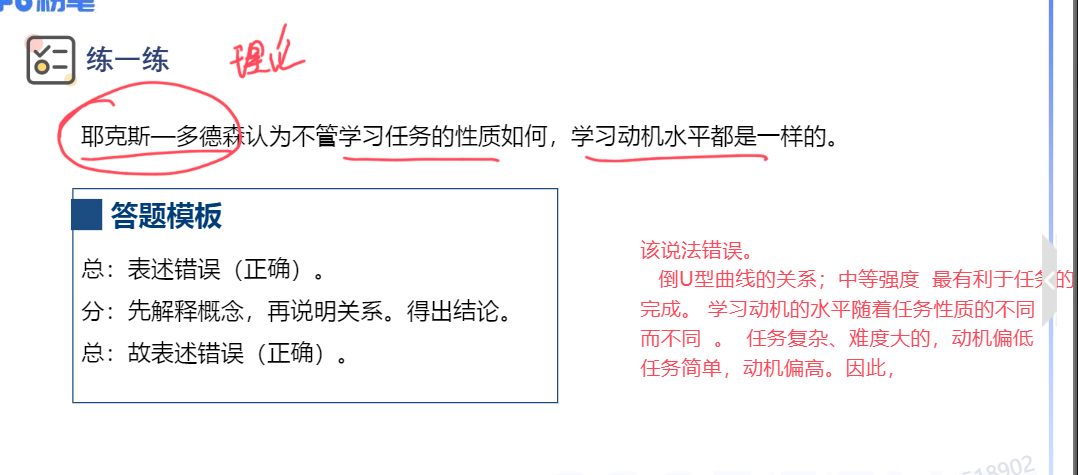 粉笔
练一练
理论
耶克斯—多德森认为不管学习任务的性质如何，学习动机水平都是一样的。
答题模板
总：表述错误（正确）。
分：先解释概念，再说明关系。得出结论。
总：故表述错误（正确）。
该说法错误。
倒U型曲线的关系；中等强度 最有利于任务的
完成。 学习动机的水平随着任务性质的不同
而不同 。 任务复杂、难度大的，动机偏低
任务简单，动机偏高。因此，
518902